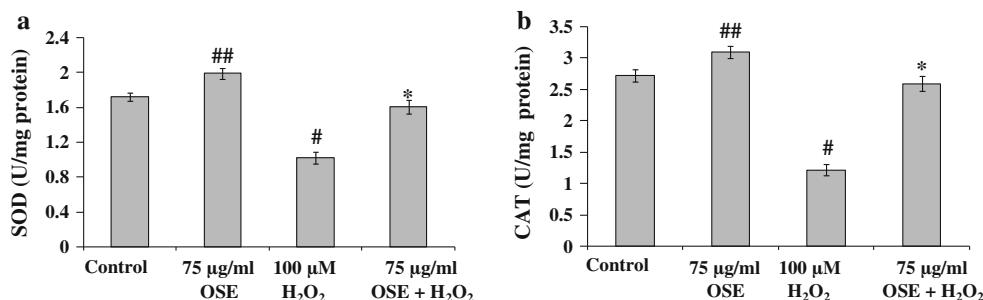 a
SOD (U/mg protein)
2.4
2
1.6
1.2
0.8
0.4
0
##
#
*
Control
75 µg/ml
OSE
100 µM
H₂O₂
75 µg/ml
OSE + H₂O₂
b
CAT (U/mg protein)
3.5
3
2.5
2
1.5
1
0.5
0
##
#
*
Control
75 µg/ml
OSE
100 µM
H₂O₂
75 µg/ml
OSE + H₂O₂